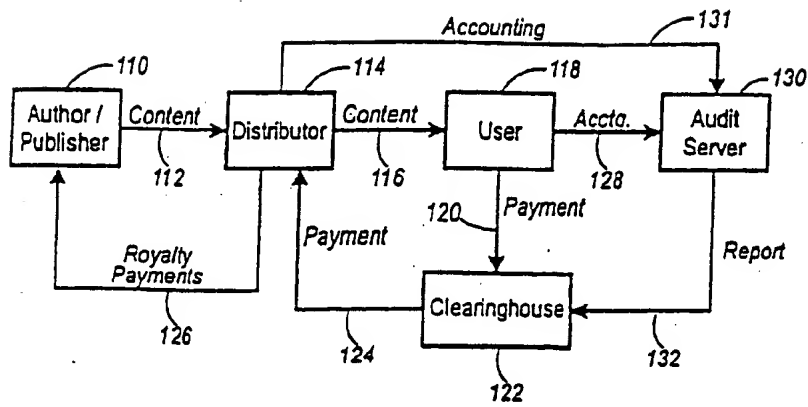 Accounting
131
110
114
118
130
Author /
Publisher
Content
112
Distributor
Content
116
User
Accta.
128
Audit
Server
120
Payment
Payment
Report
Royalty
Payments
126
124
Clearinghouse
122
132